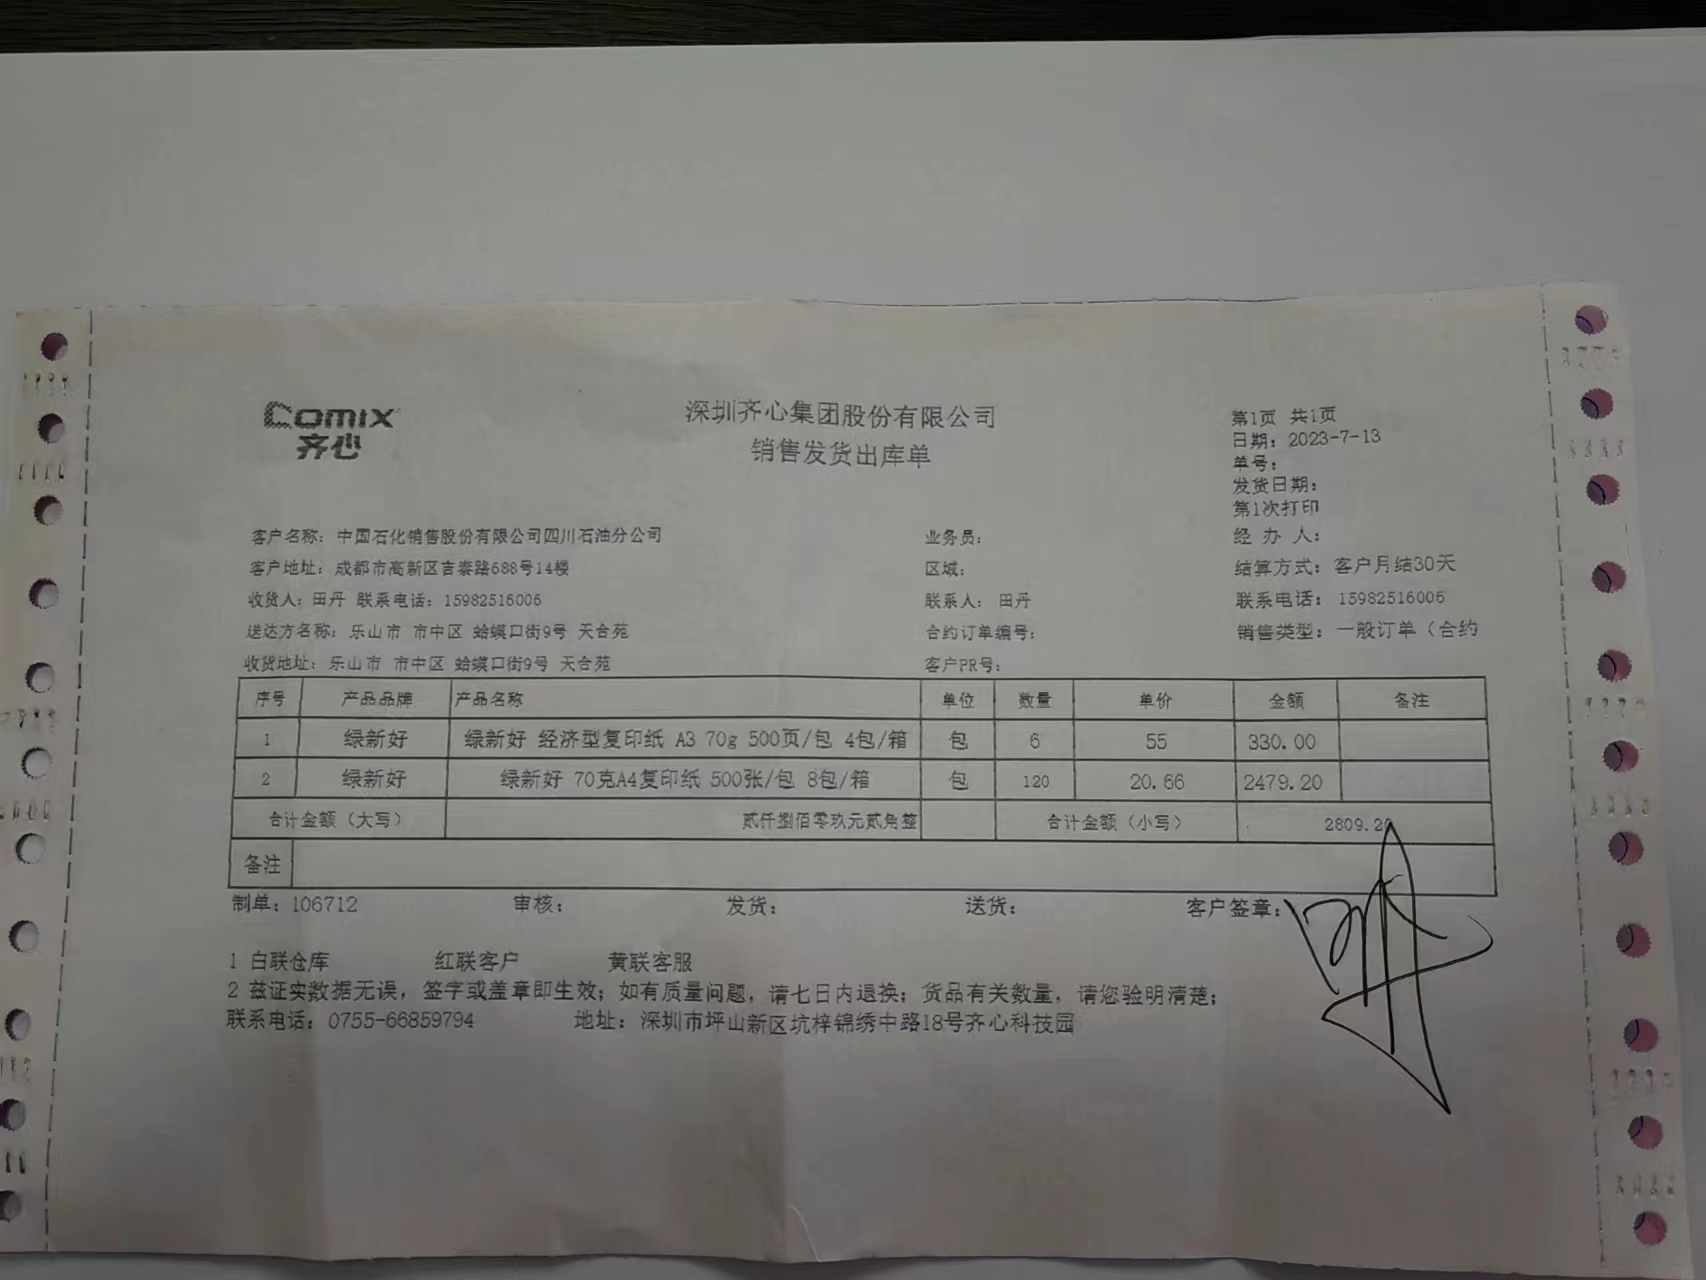 Comix
齐心
深圳齐心集团股份有限公司
销售发货出库单
第1页 共1页
日期：2023-7-13
单号：
发货日期：
第1次打印
客户名称：中国石化销售股份有限公司四川石油分公司 业务员： 经 办 人：
客户地址：成都市高新区吉泰路688号14楼 区域： 结算方式：客户月结30天
收货人：田丹 联系电话：15982516006 联系人： 田丹 联系电话： 15982516006
送达方名称：乐山市 市中区 蛤蟆口街9号 天合苑 合约订单编号： 销售类型：一般订单（合约
收货地址：乐山市 市中区 蛤蟆口街9号 天合苑 客户PR号：
序号 产品品牌 产品名称 单位 数量 单价 金额 备注
1 绿新好 绿新好 经济型复印纸 A3 70g 500页/包 4包/箱 包 6 55 330.00
2 绿新好 绿新好 70克A4复印纸 500张/包 8包/箱 包 120 20.66 2479.20
合计金额（大写） 贰仟捌佰零玖元贰角整 合计金额（小写） 2809.20
备注
制单：106712 审核： 发货： 送货： 客户签章：
1 白联仓库 红联客户 黄联客服
2 兹证实数据无误，签字或盖章即生效；如有质量问题，请七日内退换；货品有关数量，请您验明清楚；
联系电话：0755-66859794 地址：深圳市坪山新区坑梓锦绣中路18号齐心科技园